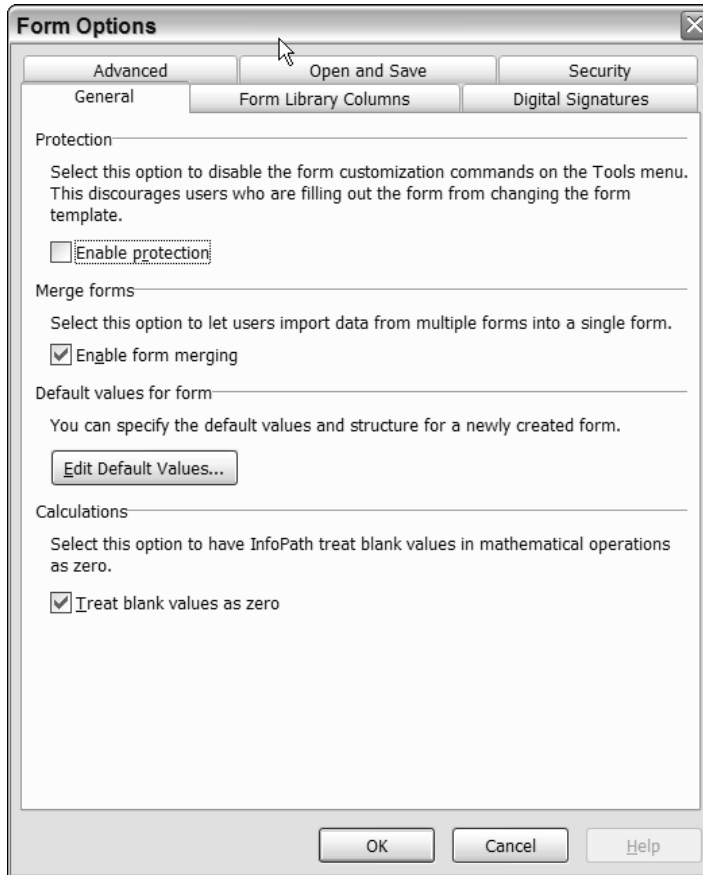 Form Options
Advanced
Open and Save
Security
General
Form Library Columns
Digital Signatures
Protection
Select this option to disable the form customization commands on the Tools menu.
This discourages users who are filling out the form from changing the form
template.
Enable protection
Merge forms
Select this option to let users import data from multiple forms into a single form.
Enable form merging
Default values for form
You can specify the default values and structure for a newly created form.
Edit Default Values...
Calculations
Select this option to have InfoPath treat blank values in mathematical operations
as zero.
Treat blank values as zero
OK
Cancel
Help